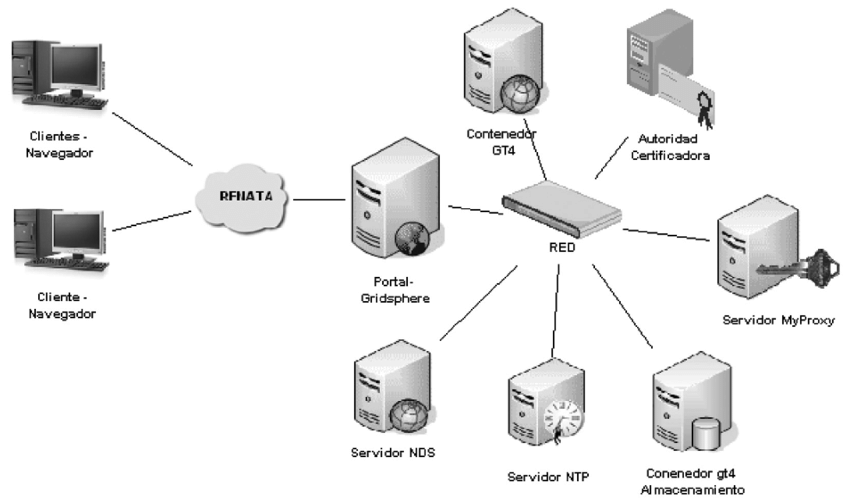 Clientes -
Navegador
Cliente -
Navegador
RENATA
Portal-
Gridsphere
Contenedor
GT4
Autoridad
Certificadora
RED
Servidor MyProxy
Servidor NDS
Servidor NTP
Conenedor gt4
Almacenamiento